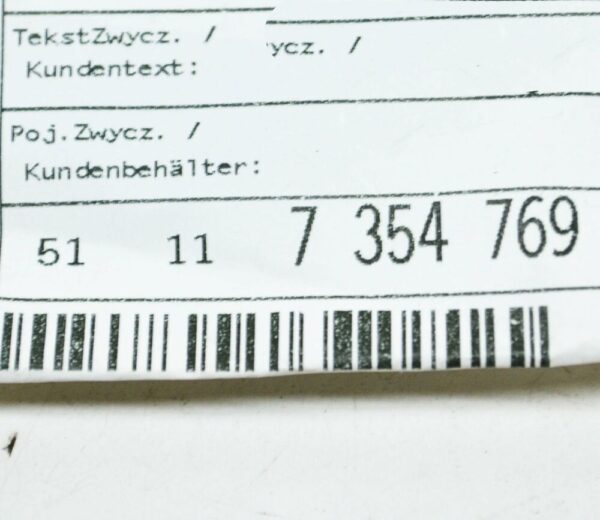 TekstZwycz. /
ycz. /
Kundentext:
Poj.Zwycz. /
Kundenbehälter:
51 11 7 354 769